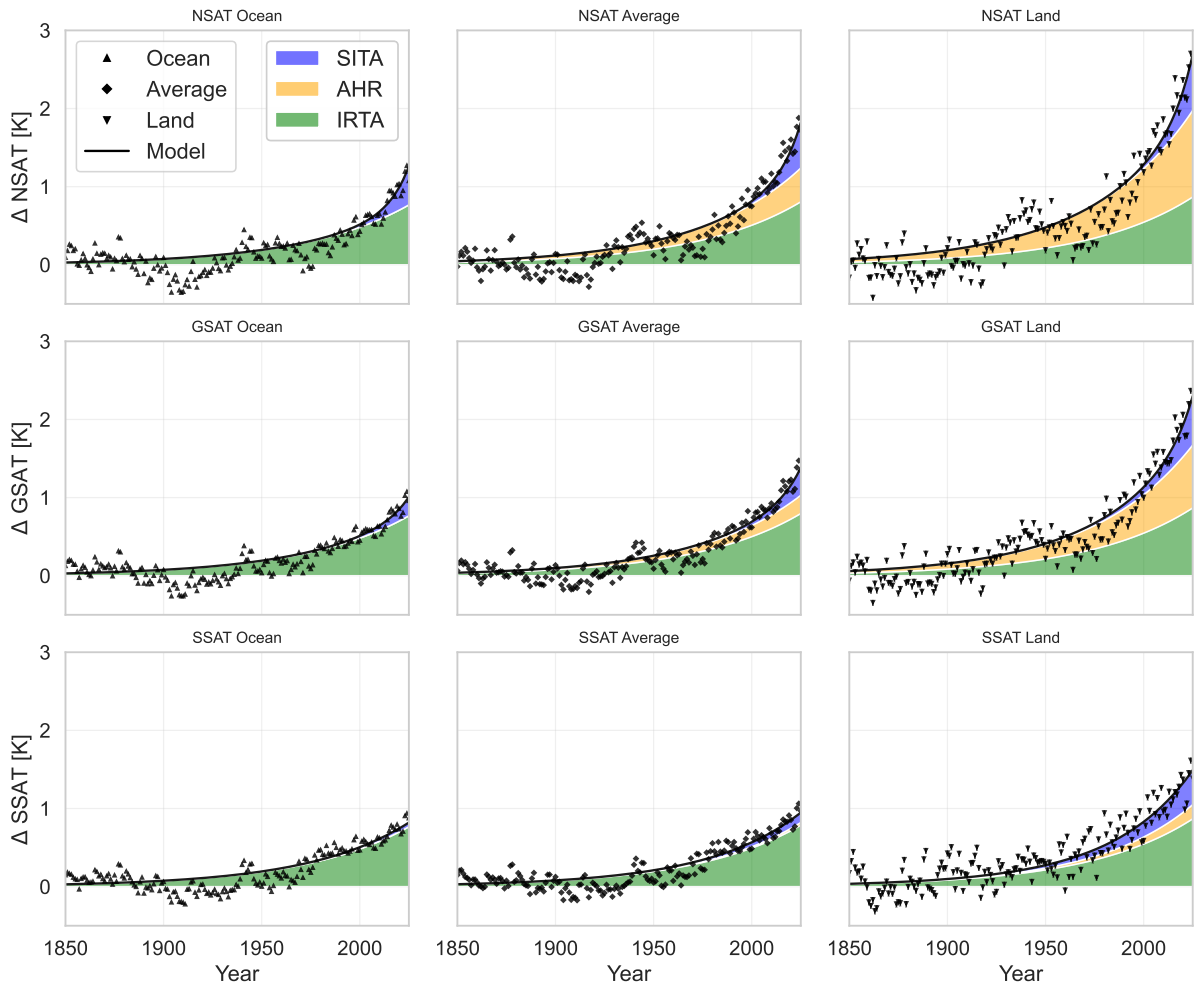 NSAT Ocean
NSAT Average
NSAT Land
Δ NSAT [K]
3
2
1
0
Ocean
Average
Land
Model
SITA
AHR
IRTA
GSAT Ocean
GSAT Average
GSAT Land
Δ GSAT [K]
3
2
1
0
SSAT Ocean
SSAT Average
SSAT Land
Δ SSAT [K]
3
2
1
0
1850 1900 1950 2000
1850 1900 1950 2000
1850 1900 1950 2000
Year
Year
Year